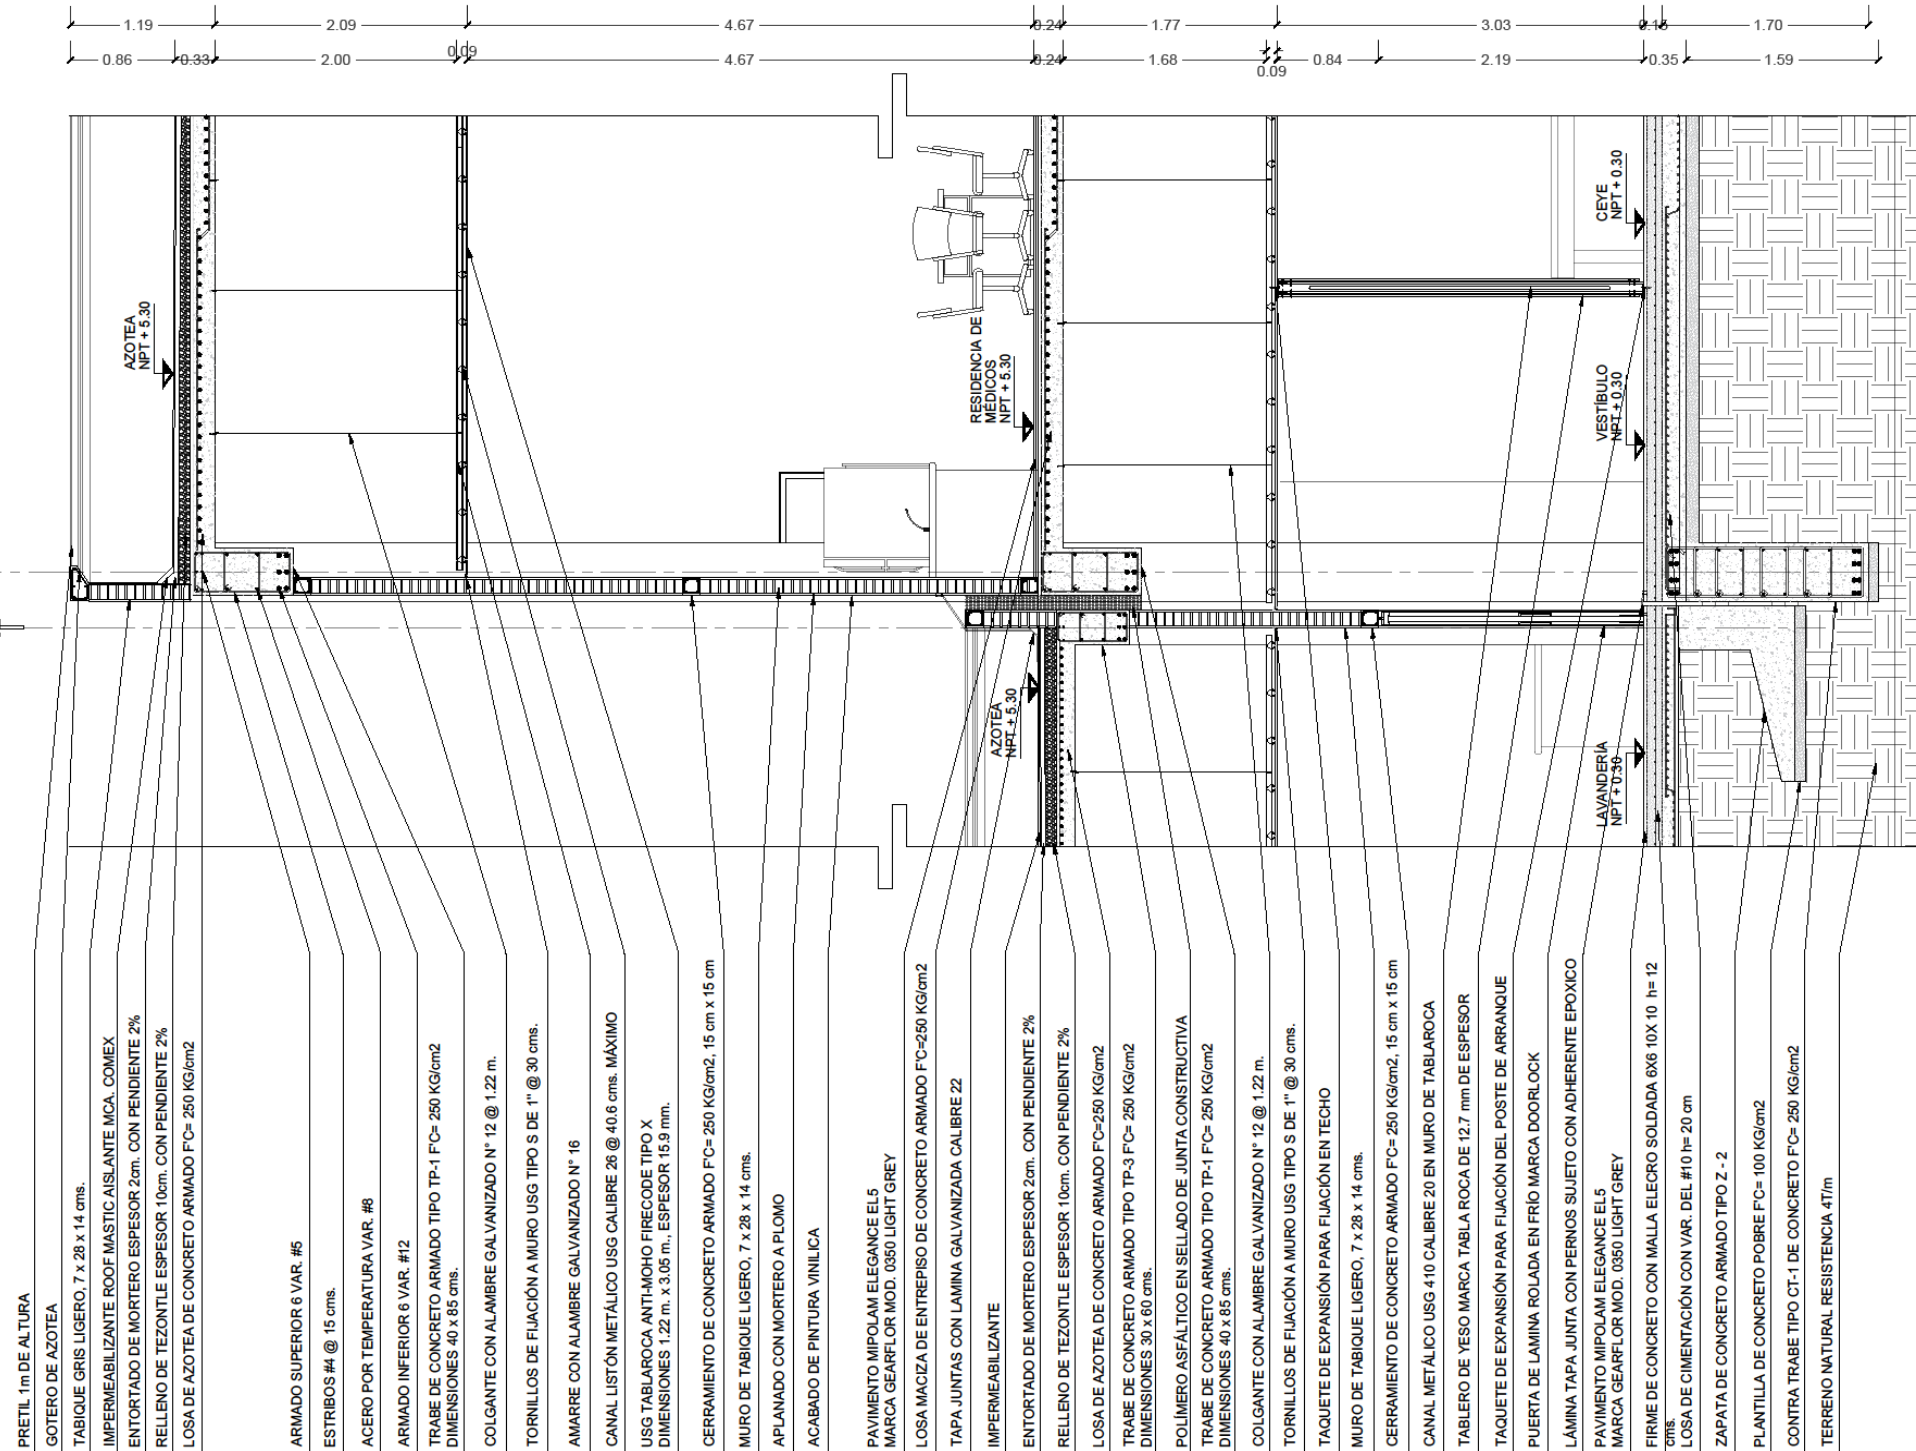 1.19
2.09
4.67
0.24
1.77
3.03
0.15
1.70
0.86
0.33
2.00
0.09
4.67
0.24
1.68
0.09
0.84
2.19
0.35
1.59
AZOTEA
NPT + 5.30
RESIDENCIA DE
MÉDICOS
NPT + 5.30
AZOTEA
NPT + 5.30
CEYE
NPT + 0.30
VESTÍBULO
NPT + 0.30
LAVANDERÍA
NPT + 0.30
PRETIL 1m DE ALTURA
GOTERO DE AZOTEA
TABIQUE GRIS LIGERO, 7 x 28 x 14 cms.
IMPERMEABILIZANTE ROOF MASTIC AISLANTE MCA. COMEX
ENTORTADO DE MORTERO ESPESOR 2cm. CON PENDIENTE 2%
RELLENO DE TEZONTLE ESPESOR 10cm. CON PENDIENTE 2%
LOSA DE AZOTEA DE CONCRETO ARMADO F'C= 250 KG/cm2
ARMADO SUPERIOR 6 VAR. #5
ESTRIBOS #4 @ 15 cms.
ACERO POR TEMPERATURA VAR. #8
ARMADO INFERIOR 6 VAR. #12
TRABE DE CONCRETO ARMADO TIPO TP-1 F'C= 250 KG/cm2
DIMENSIONES 40 x 85 cms.
COLGANTE CON ALAMBRE GALVANIZADO N° 12 @ 1.22 m.
TORNILLOS DE FIJACIÓN A MURO USG TIPO S DE 1" @ 30 cms.
AMARRE CON ALAMBRE GALVANIZADO N° 16
CANAL LISTÓN METÁLICO USG CALIBRE 26 @ 40.6 cms. MÁXIMO
USG TABLAROCA ANTI-MOHO FIRECODE TIPO X
DIMENSIONES 1.22 m. x 3.05 m., ESPESOR 15.9 mm.
CERRAMIENTO DE CONCRETO ARMADO F'C= 250 KG/cm2, 15 cm x 15 cm
MURO DE TABIQUE LIGERO, 7 x 28 x 14 cms.
APLANADO CON MORTERO A PLOMO
ACABADO DE PINTURA VINILICA
PAVIMENTO MIPOLAM ELEGANCE EL5
MARCA GEARFLOR MOD. 0350 LIGHT GREY
LOSA MACIZA DE ENTREPISO DE CONCRETO ARMADO F'C=250 KG/cm2
TAPA JUNTAS CON LAMINA GALVANIZADA CALIBRE 22
IMPERMEABILIZANTE
ENTORTADO DE MORTERO ESPESOR 2cm. CON PENDIENTE 2%
RELLENO DE TEZONTLE ESPESOR 10cm. CON PENDIENTE 2%
LOSA DE AZOTEA DE CONCRETO ARMADO F'C=250 KG/cm2
TRABE DE CONCRETO ARMADO TIPO TP-3 F'C= 250 KG/cm2
DIMENSIONES 30 x 60 cms.
POLÍMERO ASFÁLTICO EN SELLADO DE JUNTA CONSTRUCTIVA
TRABE DE CONCRETO ARMADO TIPO TP-1 F'C= 250 KG/cm2
DIMENSIONES 40 x 85 cms.
COLGANTE CON ALAMBRE GALVANIZADO N° 12 @ 1.22 m.
TORNILLOS DE FIJACIÓN A MURO USG TIPO S DE 1" @ 30 cms.
TAQUETE DE EXPANSIÓN PARA FIJACIÓN EN TECHO
MURO DE TABIQUE LIGERO, 7 x 28 x 14 cms.
CERRAMIENTO DE CONCRETO ARMADO F'C= 250 KG/cm2, 15 cm x 15 cm
CANAL METÁLICO USG 410 CALIBRE 20 EN MURO DE TABLAROCA
TABLERO DE YESO MARCA TABLA ROCA DE 12.7 mm DE ESPESOR
TAQUETE DE EXPANSIÓN PARA FIJACIÓN DEL POSTE DE ARRANQUE
PUERTA DE LAMINA ROLADA EN FRÍO MARCA DOORLOCK
LÁMINA TAPA JUNTA CON PERNOS SUJETO CON ADHERENTE EPOXICO
PAVIMENTO MIPOLAM ELEGANCE EL5
MARCA GEARFLOR MOD. 0350 LIGHT GREY
FIRME DE CONCRETO CON MALLA ELECRO SOLDADA 6X6 10X 10 h= 12
cms.
LOSA DE CIMENTACIÓN CON VAR. DEL #10 h= 20 cm
ZAPATA DE CONCRETO ARMADO TIPO Z - 2
PLANTILLA DE CONCRETO POBRE F'C= 100 KG/cm2
CONTRA TRABE TIPO CT-1 DE CONCRETO F'C= 250 KG/cm2
TERRENO NATURAL RESISTENCIA 4T/m